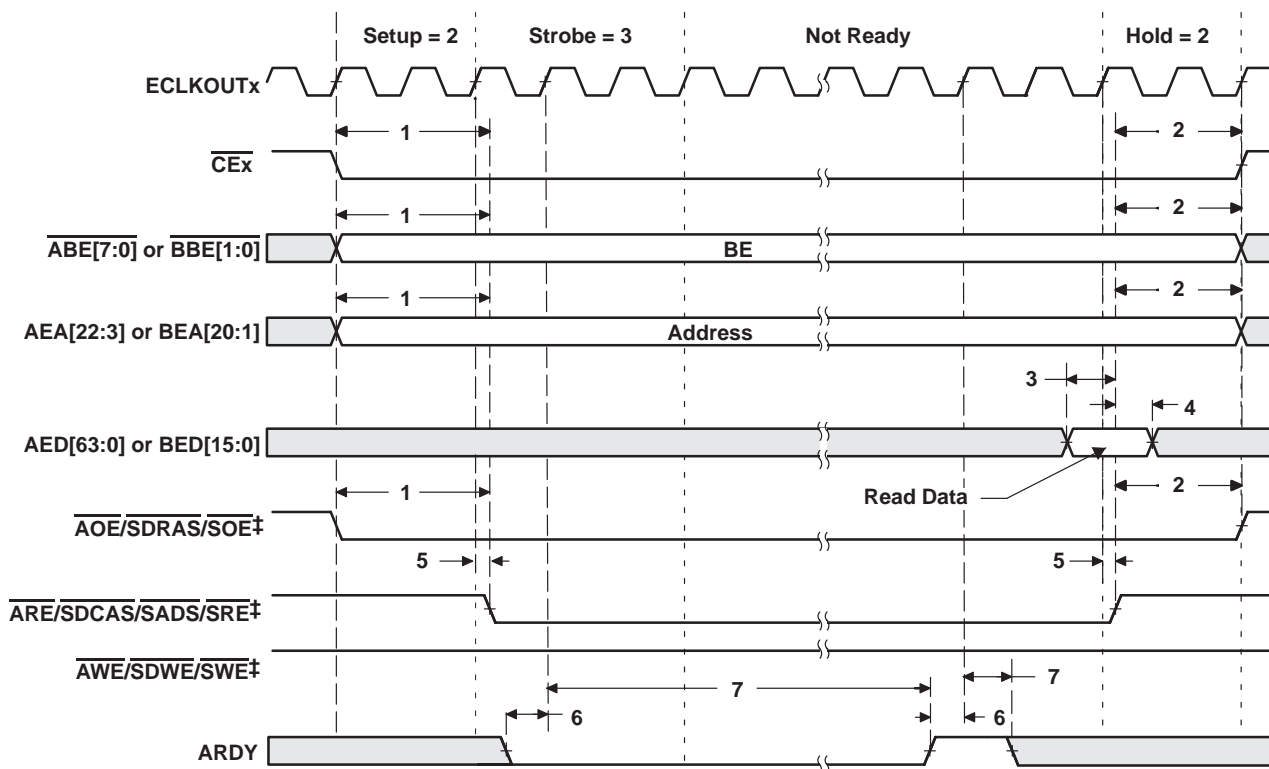 Setup = 2 Strobe = 3 Not Ready Hold = 2
ECLKOUTx
1 2
CEx
1 2
ABE[7:0] or BBE[1:0] BE
1 2
AEA[22:3] or BEA[20:1] Address
3
4
AED[63:0] or BED[15:0]
1 Read Data 2
AOE/SDRAS/SOE‡
5 5
ARE/SDCAS/SADS/SRE‡
AWE/SDWE/SWE‡
7 7
6 6
ARDY